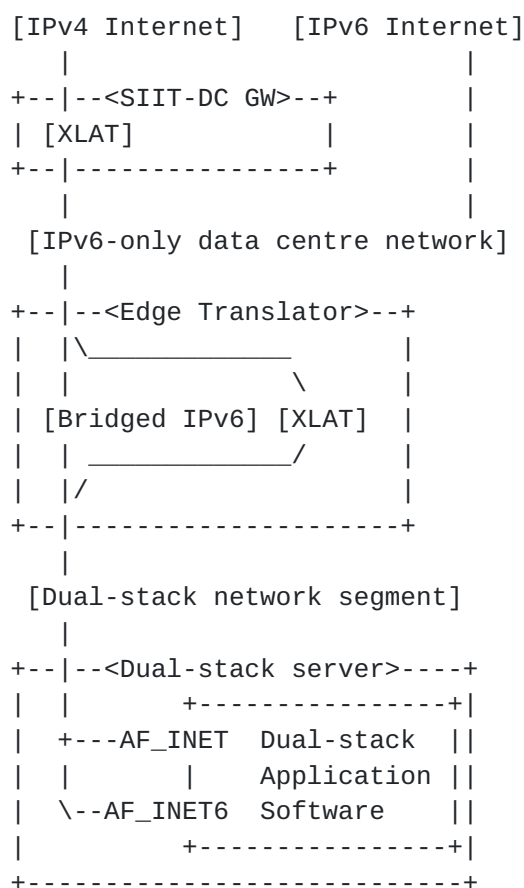 [IPv4 Internet]   [IPv6 Internet]
   |                         |
+--|--<SIIT-DC GW>--+        |
| [XLAT]            |        |
+--|----------------+        |
   |                         |
 [IPv6-only data centre network]
   |
+--|--<Edge Translator>--+
|  |\_____________       |
|  |              \      |
| [Bridged IPv6] [XLAT]  |
|  | _____________/      |
|  |/                    |
+--|---------------------+
   |
 [Dual-stack network segment]
   |
+--|--<Dual-stack server>----+
|  |       +----------------+|
|  +---AF_INET  Dual-stack  ||
|  |       |    Application ||
|  \--AF_INET6  Software    ||
|          +----------------+|
+----------------------------+